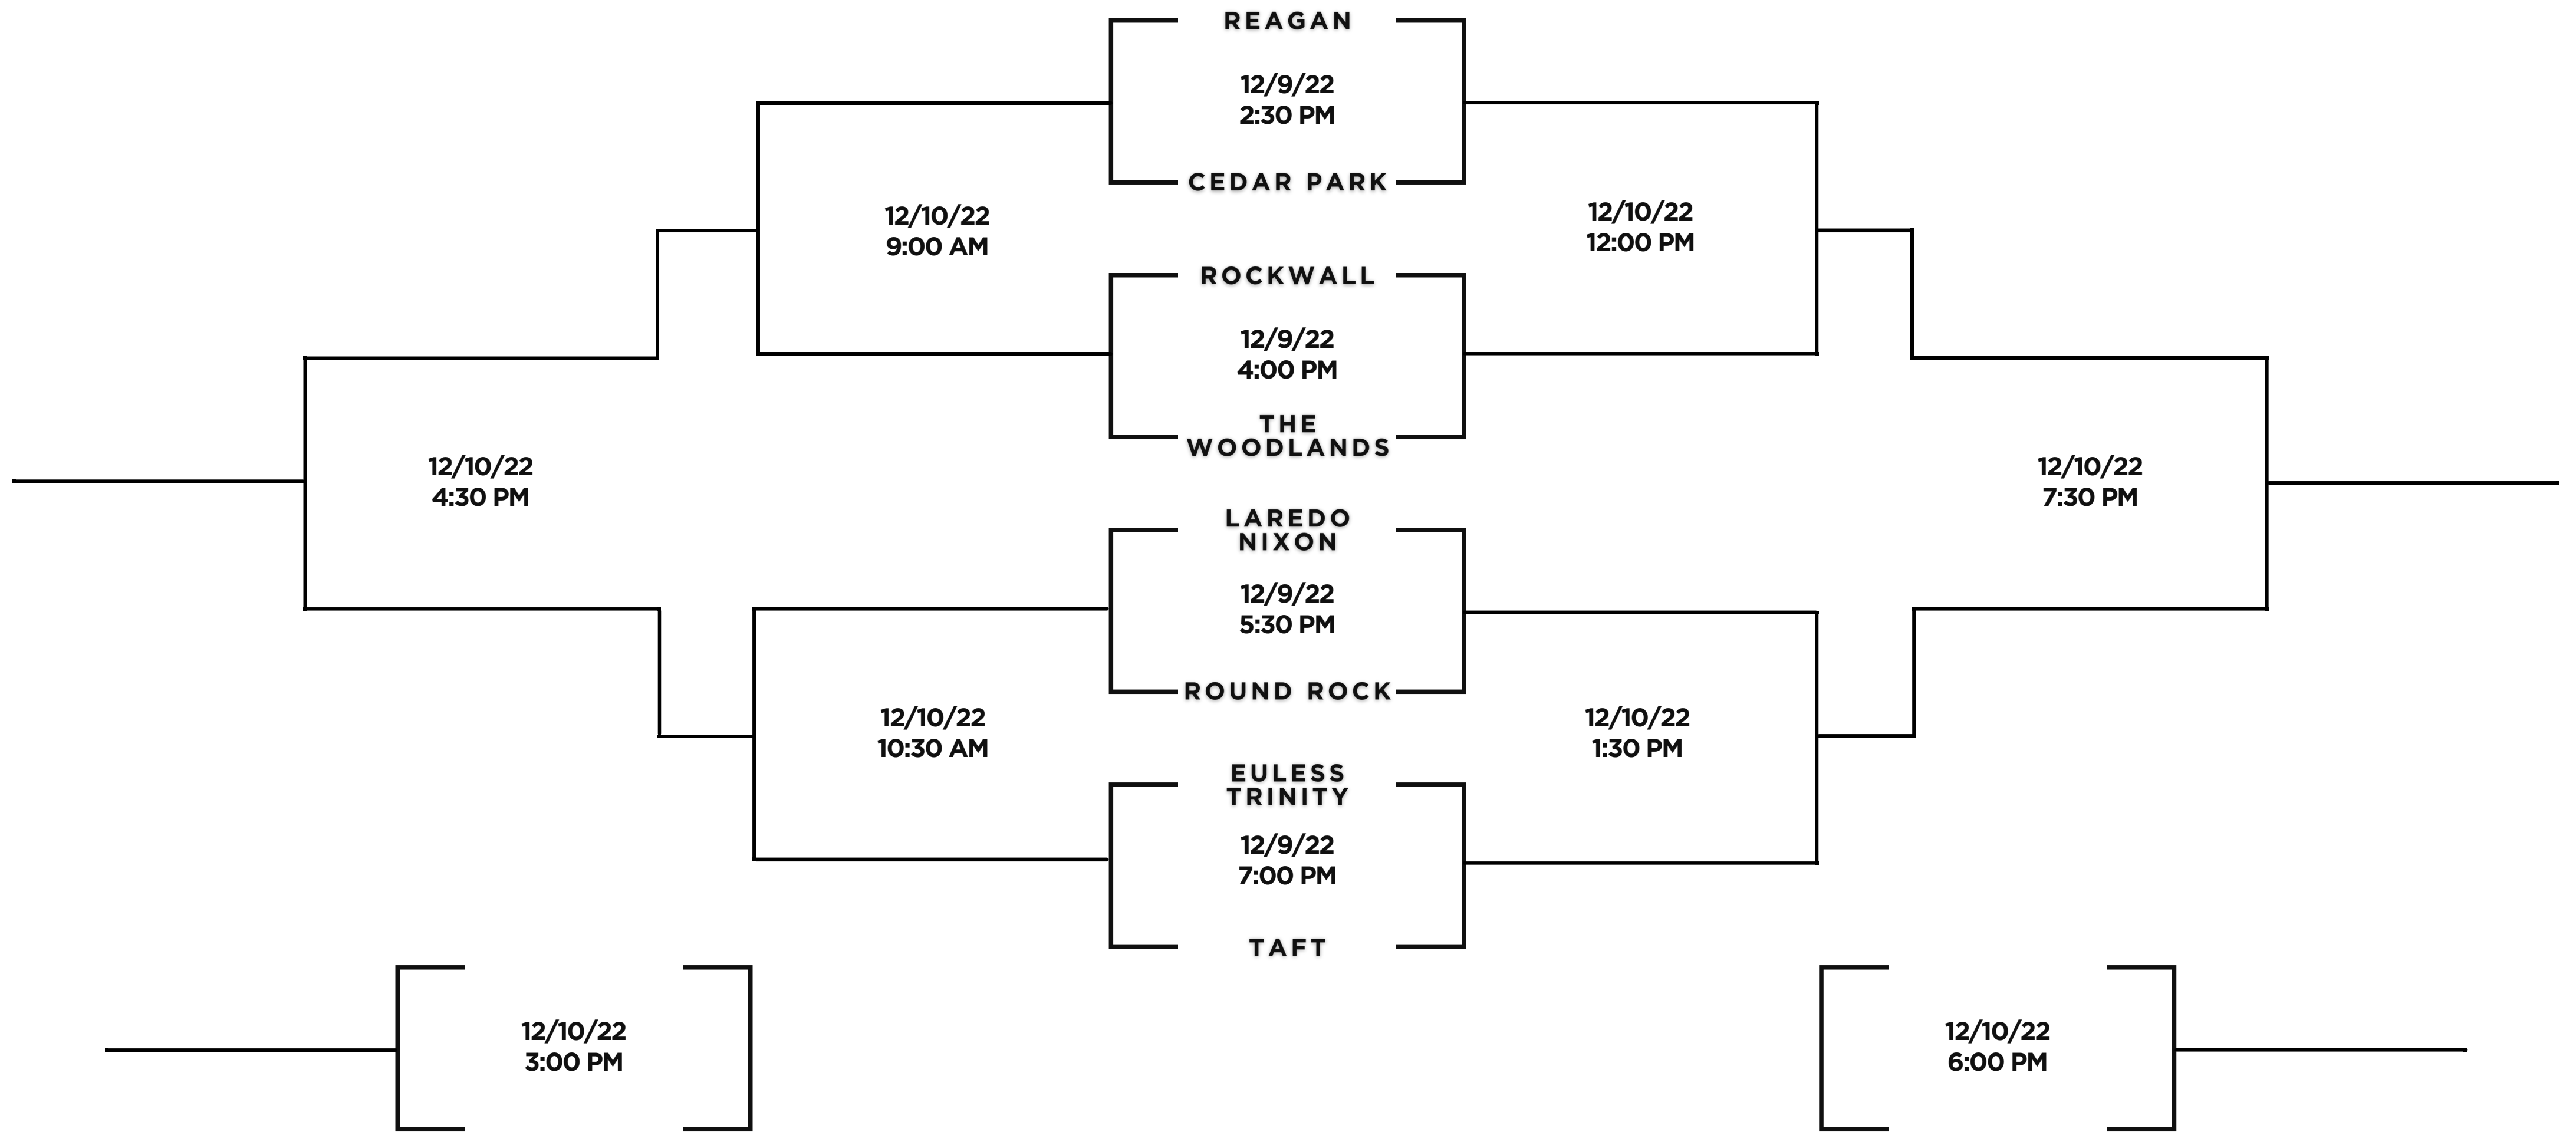 REAGAN
12/9/22
2:30 PM
CEDAR PARK
12/10/22
9:00 AM
12/10/22
12:00 PM
ROCKWALL
12/9/22
4:00 PM
THE
WOODLANDS
12/10/22
4:30 PM
12/10/22
7:30 PM
LAREDO
NIXON
12/9/22
5:30 PM
ROUND ROCK
12/10/22
10:30 AM
12/10/22
1:30 PM
EULESS
TRINITY
12/9/22
7:00 PM
TAFT
12/10/22
3:00 PM
12/10/22
6:00 PM